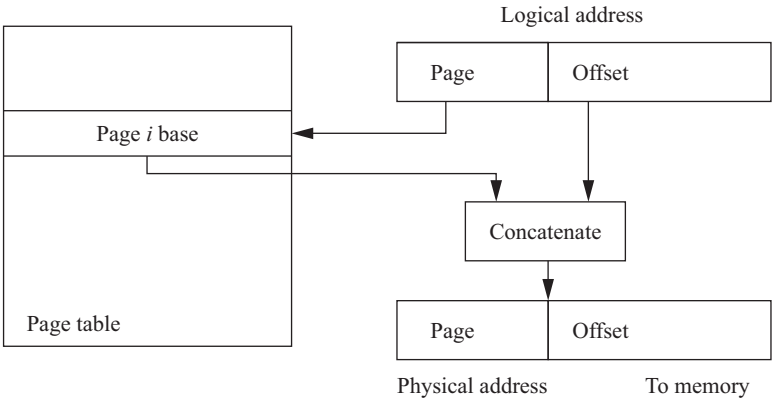 Logical address
Page Offset
Page i base
Concatenate
Page table
Page Offset
Physical address To memory